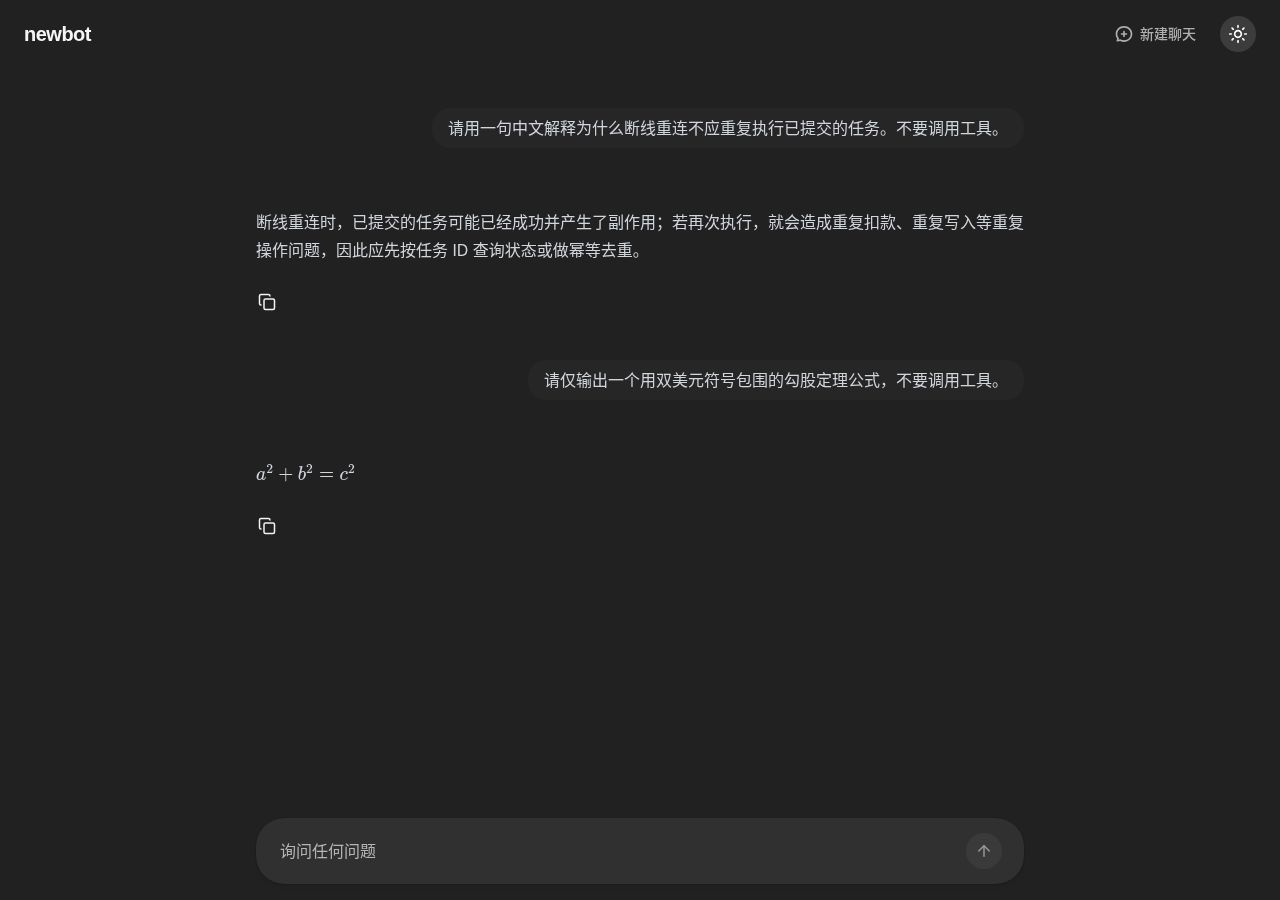 newbot
新建聊天
请用一句中文解释为什么断线重连不应重复执行已提交的任务。不要调用工具。
断线重连时，已提交的任务可能已经成功并产生了副作用；若再次执行，就会造成重复扣款、重复写入等重复
操作问题，因此应先按任务 ID 查询状态或做幂等去重。
请仅输出一个用双美元符号包围的勾股定理公式，不要调用工具。
a² + b² = c²
询问任何问题